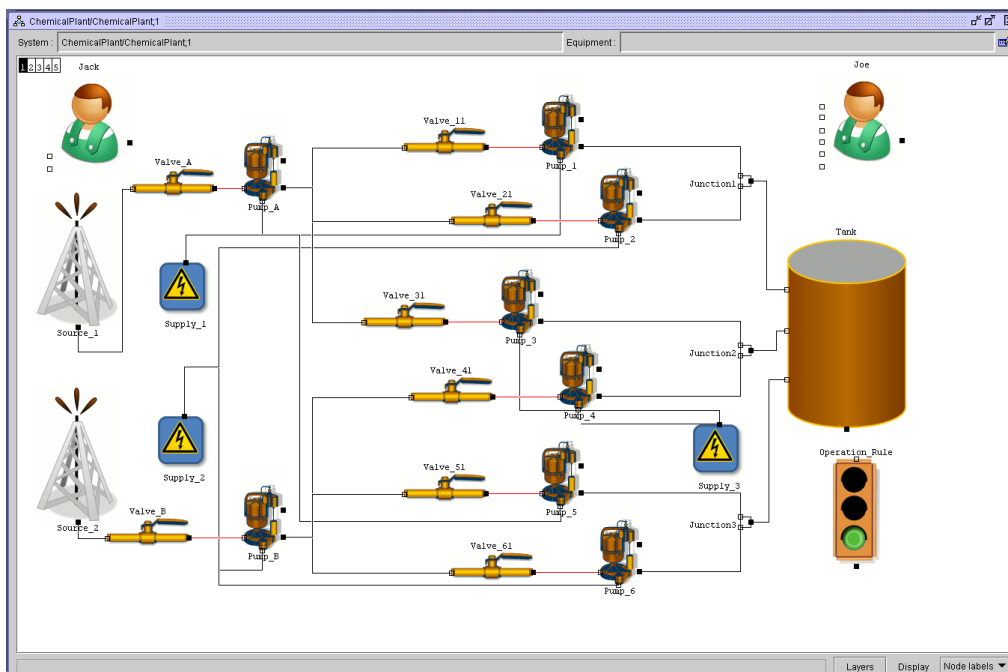 ChemicalPlant/ChemicalPlant;1
System : ChemicalPlant/ChemicalPlant;1 Equipment :
1 2 3 4 5
Jack
Joe
Valve_11
Valve_A
Pump_1
Valve_21
Junction1
Pump_A
Pump_2
Tank
Valve_31
Supply_1
Source_1
Pump_3
Junction2
Valve_41
Pump_4
Operation_Rule
Valve_51
Supply_2
Supply_3
Valve_B
Pump_5
Source_2
Junction3
Valve_61
Pump_B
Pump_6
Layers Display Node labels